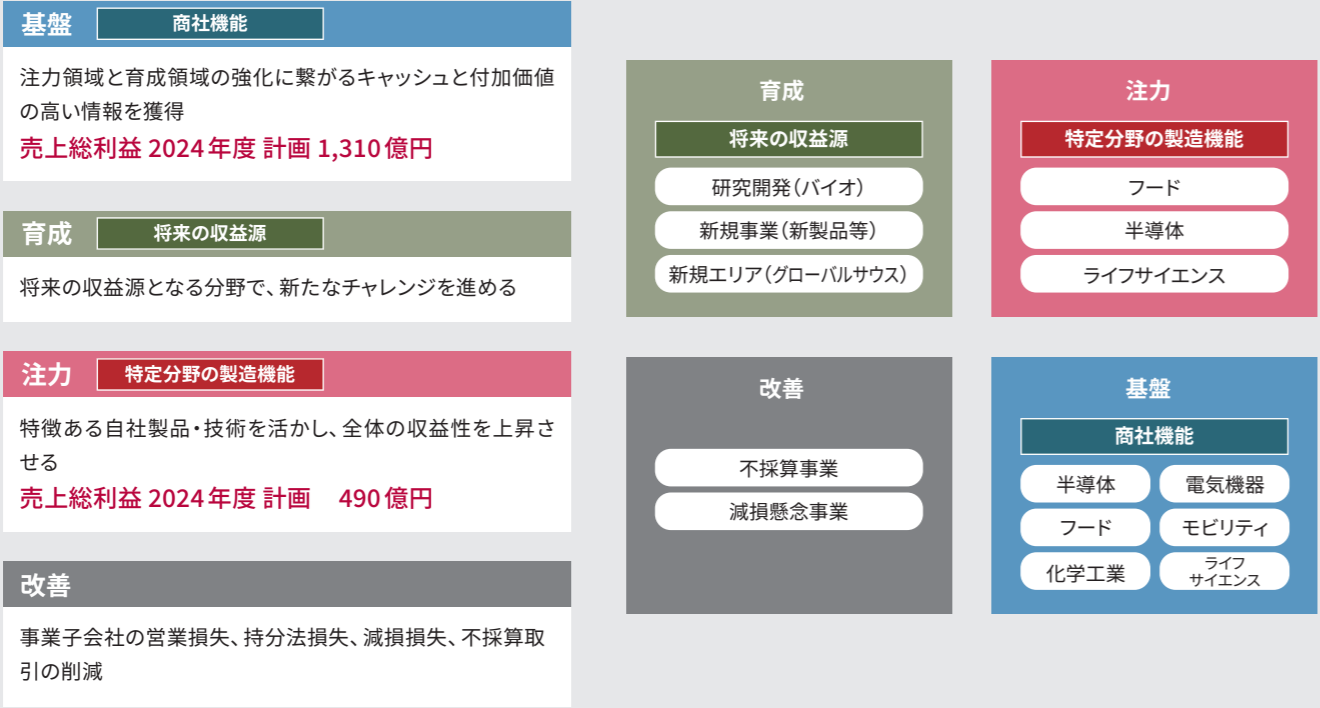 基盤 商社機能
注力領域と育成領域の強化に繋がるキャッシュと付加価値
の高い情報を獲得
売上総利益 2024年度 計画 1,310億円
育成 将来の収益源
将来の収益源となる分野で、新たなチャレンジを進める
注力 特定分野の製造機能
特徴ある自社製品・技術を活かし、全体の収益性を上昇さ
せる
売上総利益 2024年度 計画 490億円
改善
事業子会社の営業損失、持分法損失、減損損失、不採算取
引の削減
育成
将来の収益源
研究開発(バイオ)
新規事業(新製品等)
新規エリア(グローバルサウス)
注力
特定分野の製造機能
フード
半導体
ライフサイエンス
改善
不採算事業
減損懸念事業
基盤
商社機能
半導体 電気機器
フード モビリティ
化学工業 ライフ
サイエンス